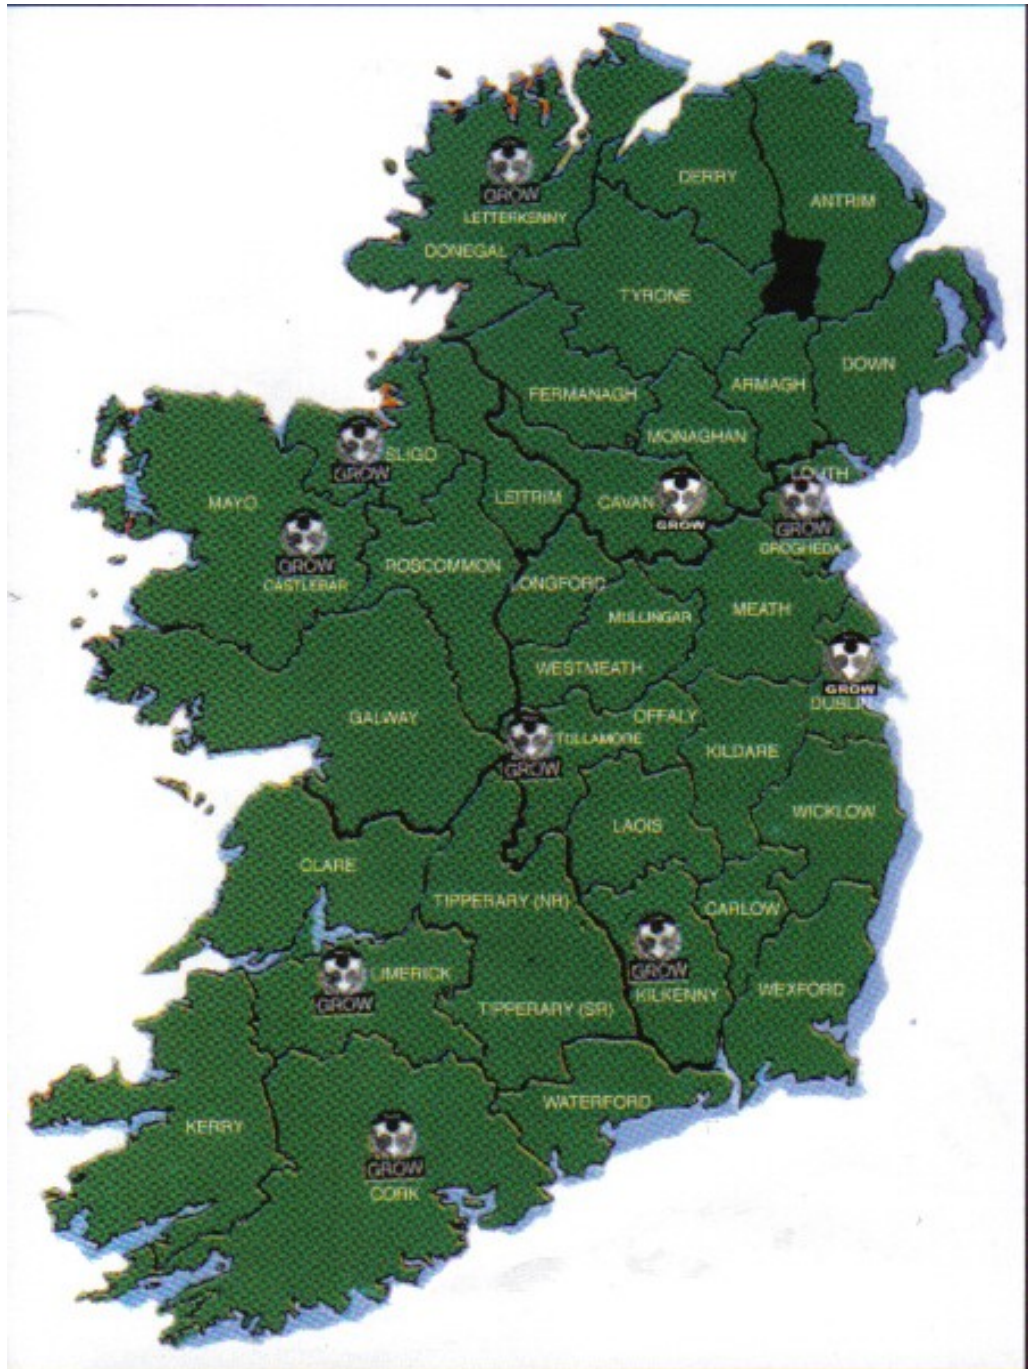 DERRY
ANTRIM
GROW
LETTERKENNY
DONEGAL
TYRONE
DOWN
ARMAGH
FERMANAGH
MONAGHAN
SLIGO
GROW
LOUTH
LEITRIM
CAVAN
GROW
GROW
GROGHEDA
MAYO
GROW
CASTLEBAR
ROSCOMMON
LONGFORD
MULLINGAR
MEATH
WESTMEATH
GROW
DUBLIN
GALWAY
OFFALY
TULLAMORE
GROW
KILDARE
WICKLOW
LAOIS
CLARE
TIPPERARY (NR)
CARLOW
LIMERICK
GROW
GROW
KILKENNY
WEXFORD
TIPPERARY (SR)
WATERFORD
KERRY
GROW
CORK